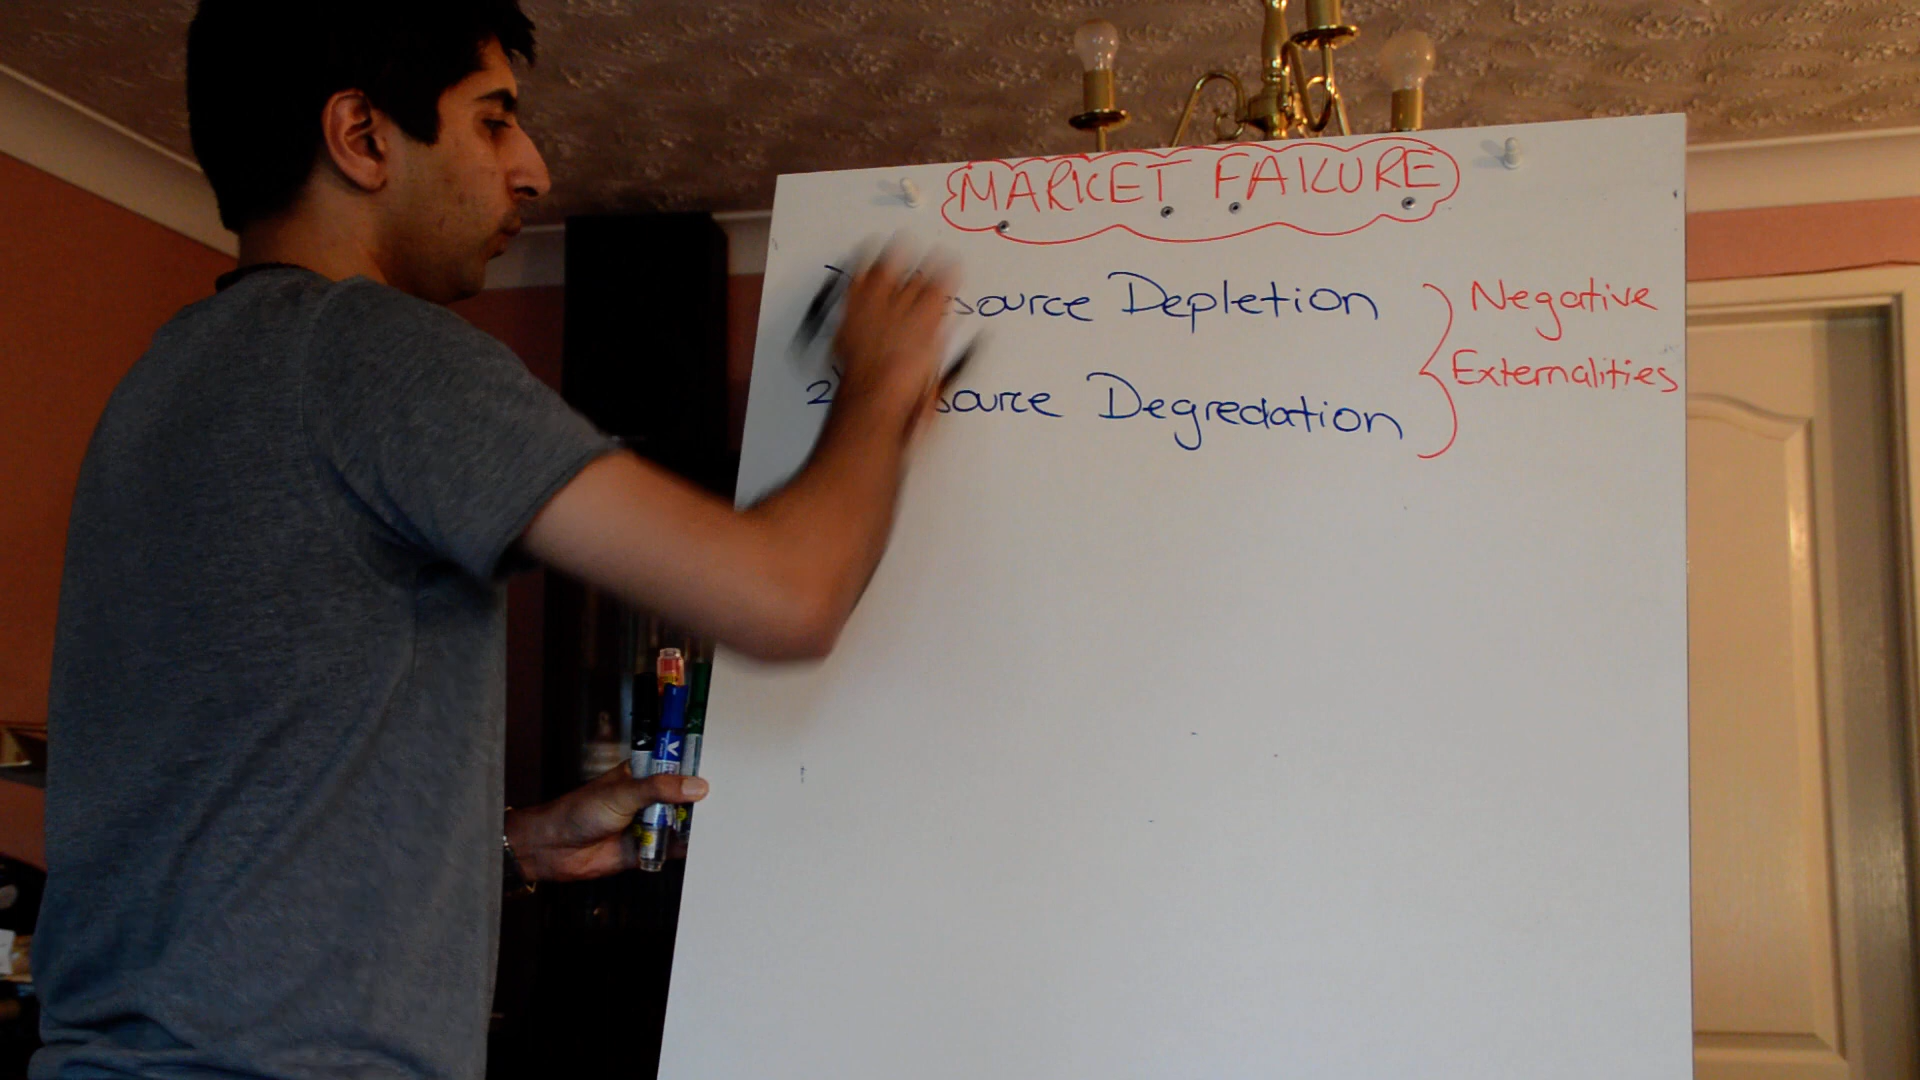 MARKET FAILURE
source Depletion
Negative
Externalities
2) source Degredation